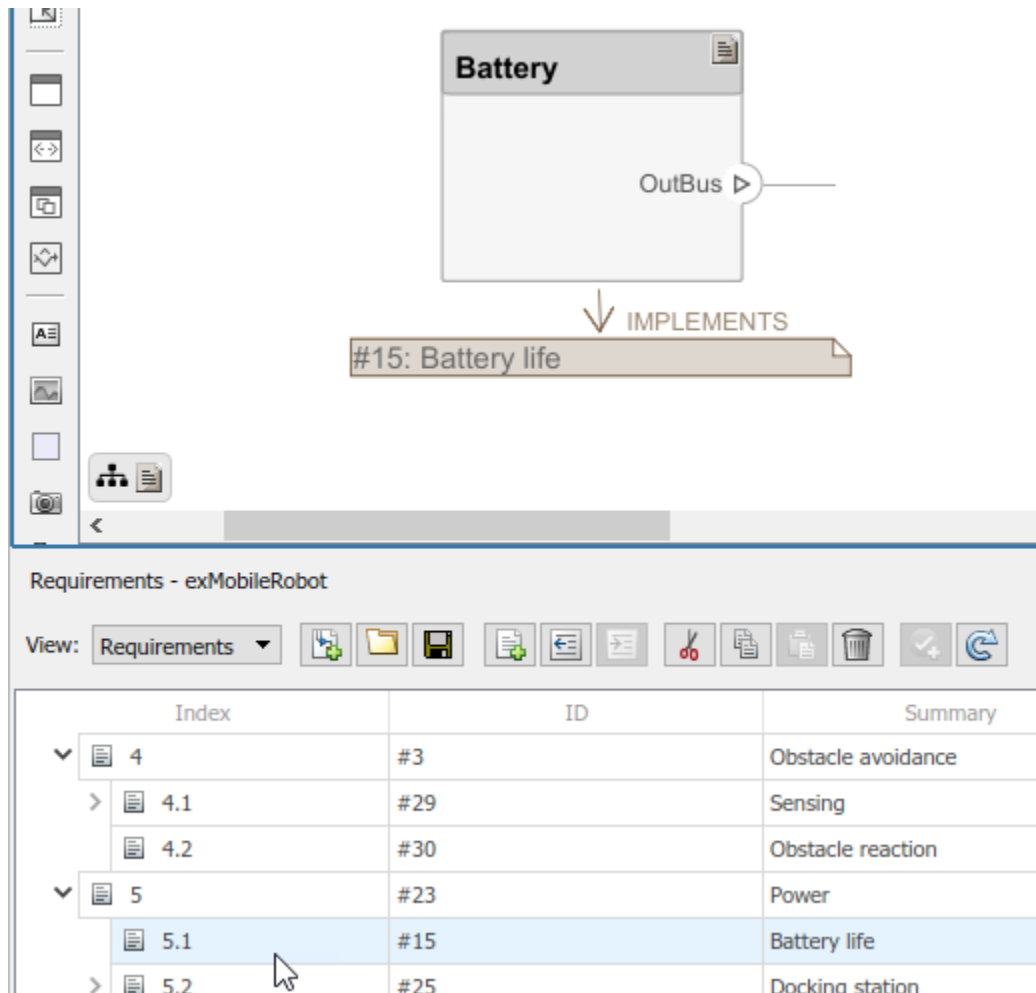 Battery
OutBus
IMPLEMENTS
#15: Battery life
Requirements - exMobileRobot
View: Requirements
Index ID Summary
4 #3 Obstacle avoidance
4.1 #29 Sensing
4.2 #30 Obstacle reaction
5 #23 Power
5.1 #15 Battery life
5.2 #25 Docking station